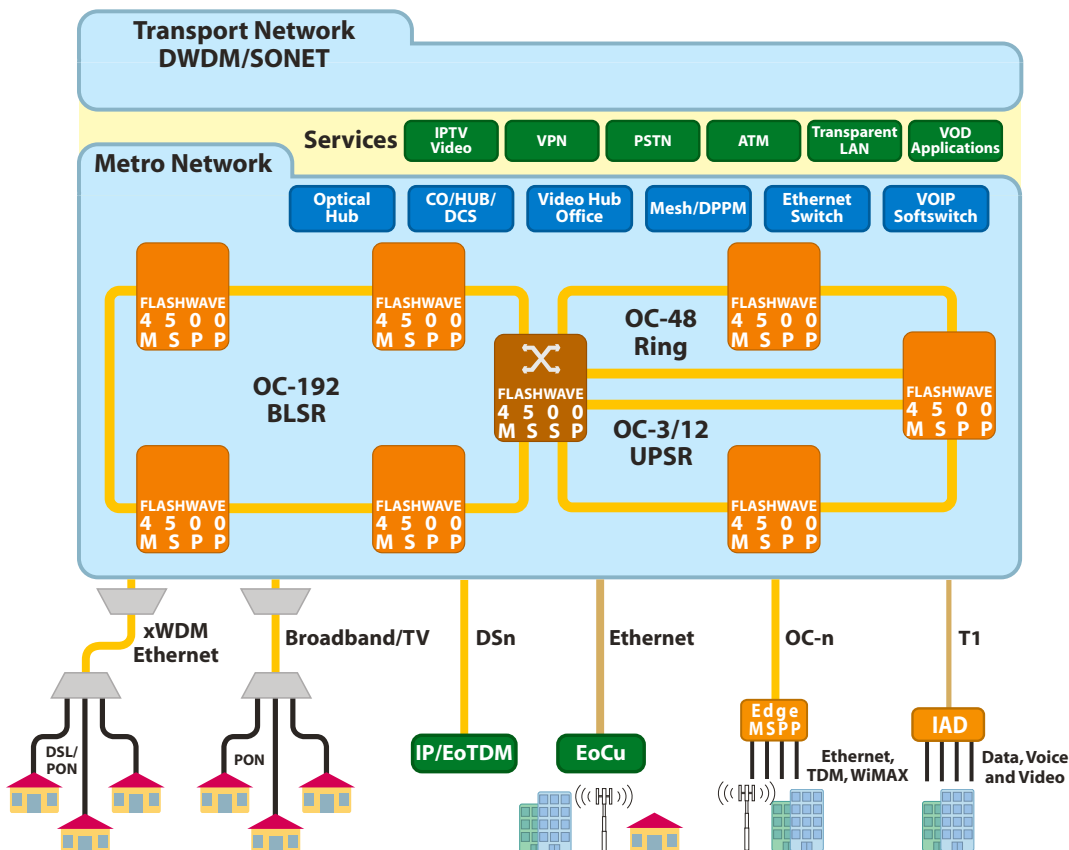 Transport Network
DWDM/SONET
Services
IPTV
Video
VPN
PSTN
ATM
Transparent
LAN
VOD
Applications
Metro Network
Optical
Hub
CO/HUB/
DCS
Video Hub
Office
Mesh/DPPM
Ethernet
Switch
VOIP
Softswitch
FLASHWAVE
4 5 0 0
M S P P
FLASHWAVE
4 5 0 0
M S P P
FLASHWAVE
4 5 0 0
M S P P
OC-48
Ring
OC-192
BLSR
FLASHWAVE
4 5 0 0
M S S P
FLASHWAVE
4 5 0 0
M S P P
OC-3/12
UPSR
FLASHWAVE
4 5 0 0
M S P P
FLASHWAVE
4 5 0 0
M S P P
FLASHWAVE
4 5 0 0
M S P P
xWDM
Ethernet
Broadband/TV
DSn
Ethernet
OC-n
T1
DSL/
PON
PON
IP/EoTDM
EoCu
Edge
MSPP
Ethernet,
TDM, WiMAX
IAD
Data, Voice
and Video